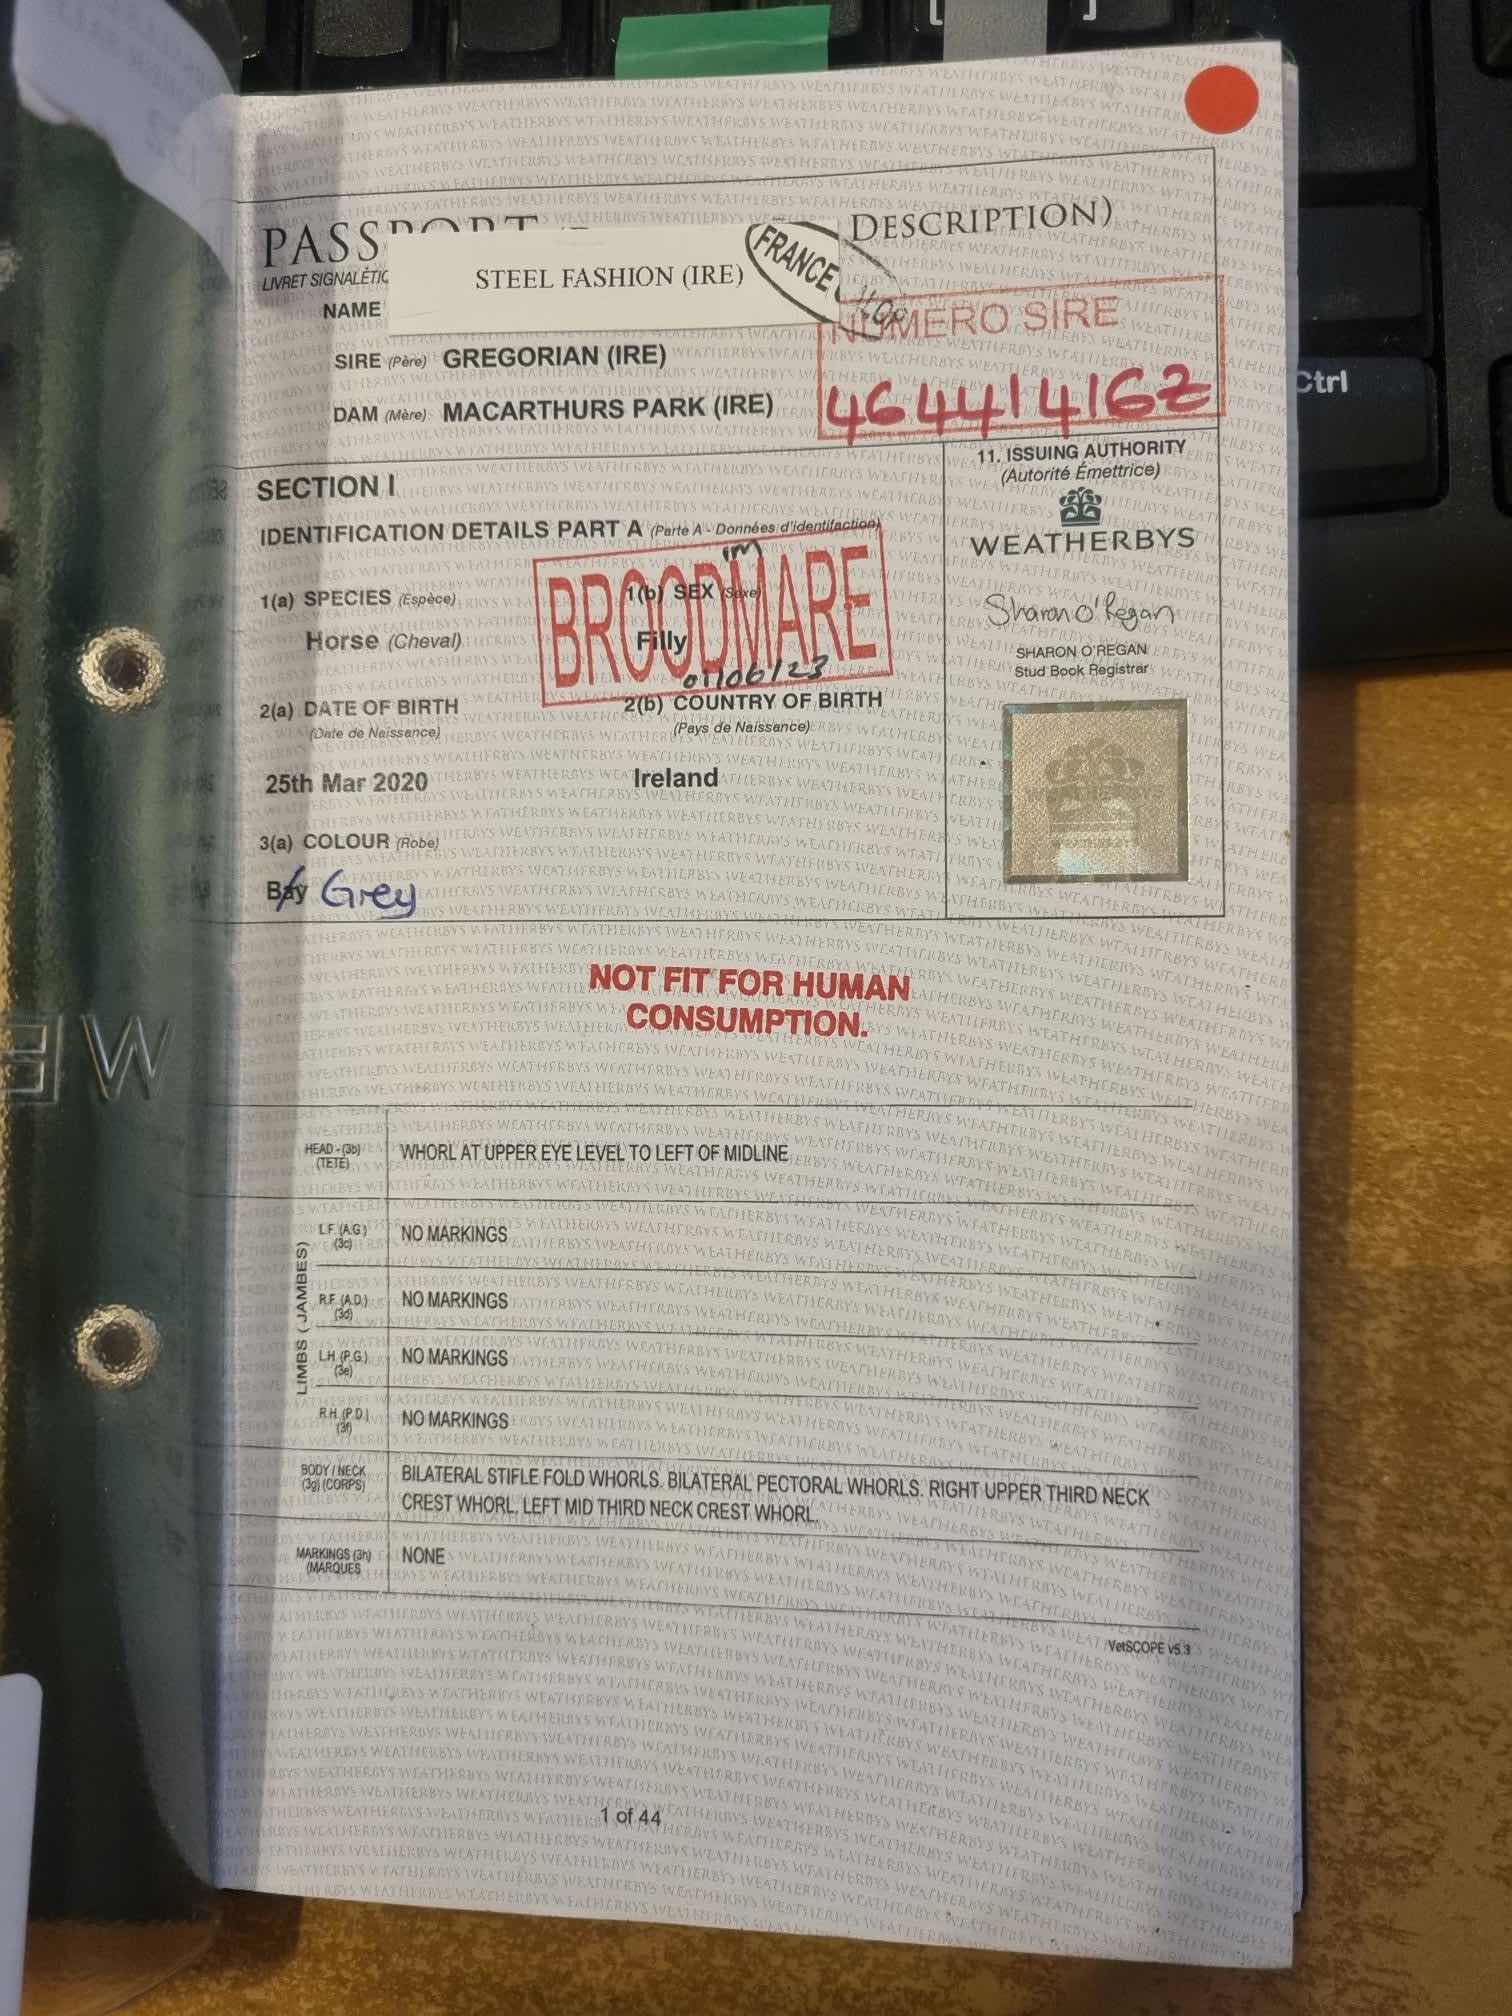 PASSPORT DESCRIPTION)
LIVRET SIGNALÉTIQ
STEEL FASHION (IRE)
FRANCE GALOP
NAME
NUMERO SIRE
46441416Z
SIRE (Père) GREGORIAN (IRE)
DAM (Mère) MACARTHURS PARK (IRE)
SECTION I
IDENTIFICATION DETAILS PART A (Parte A - Données d'identifaction)
BROODMARE
IM
01/06/23
1(a) SPECIES (Espèce)
Horse (Cheval)
1(b) SEX (Sexe)
Filly
2(a) DATE OF BIRTH
(Date de Naissance)
25th Mar 2020
2(b) COUNTRY OF BIRTH
(Pays de Naissance)
Ireland
3(a) COLOUR (Robe)
Bay Grey
11. ISSUING AUTHORITY
(Autorité Émettrice)
WEATHERBYS
Sharon O'Regan
SHARON O'REGAN
Stud Book Registrar
NOT FIT FOR HUMAN
CONSUMPTION.
HEAD - (3b)
(TETE)
WHORL AT UPPER EYE LEVEL TO LEFT OF MIDLINE
LIMBS (JAMBES)
L.F. (A.G.)
(3c)
NO MARKINGS
R.F. (A.D.)
(3d)
NO MARKINGS
L.H. (P.G.)
(3e)
NO MARKINGS
R.H. (P.D.)
(3f)
NO MARKINGS
BODY / NECK
(3g) (CORPS)
BILATERAL STIFLE FOLD WHORLS. BILATERAL PECTORAL WHORLS. RIGHT UPPER THIRD NECK
CREST WHORL. LEFT MID THIRD NECK CREST WHORL.
MARKINGS (3h)
(MARQUES
NONE
VetSCOPE v5.3
1 of 44
Ctrl